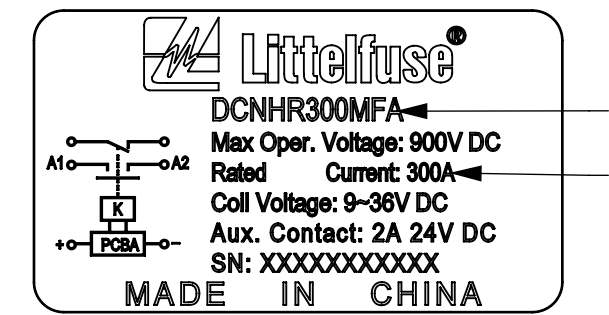 Littelfuse®
DCNHR300MFA
Max Oper. Voltage: 900V DC
Rated Current: 300A
Coil Voltage: 9~36V DC
Aux. Contact: 2A 24V DC
SN: XXXXXXXXXXX
A1 A2
K
+ PCBA -
MADE IN CHINA